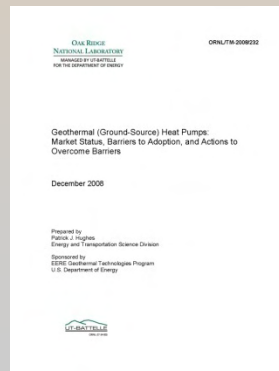 OAK RIDGE
NATIONAL LABORATORY
MANAGED BY UT-BATTELLE
FOR THE DEPARTMENT OF ENERGY
ORNL/TM-2008/232
Geothermal (Ground-Source) Heat Pumps:
Market Status, Barriers to Adoption, and Actions to
Overcome Barriers
December 2008
Prepared by
Patrick J. Hughes
Energy and Transportation Science Division
Sponsored by
EERE Geothermal Technologies Program
U.S. Department of Energy
UT-BATTELLE